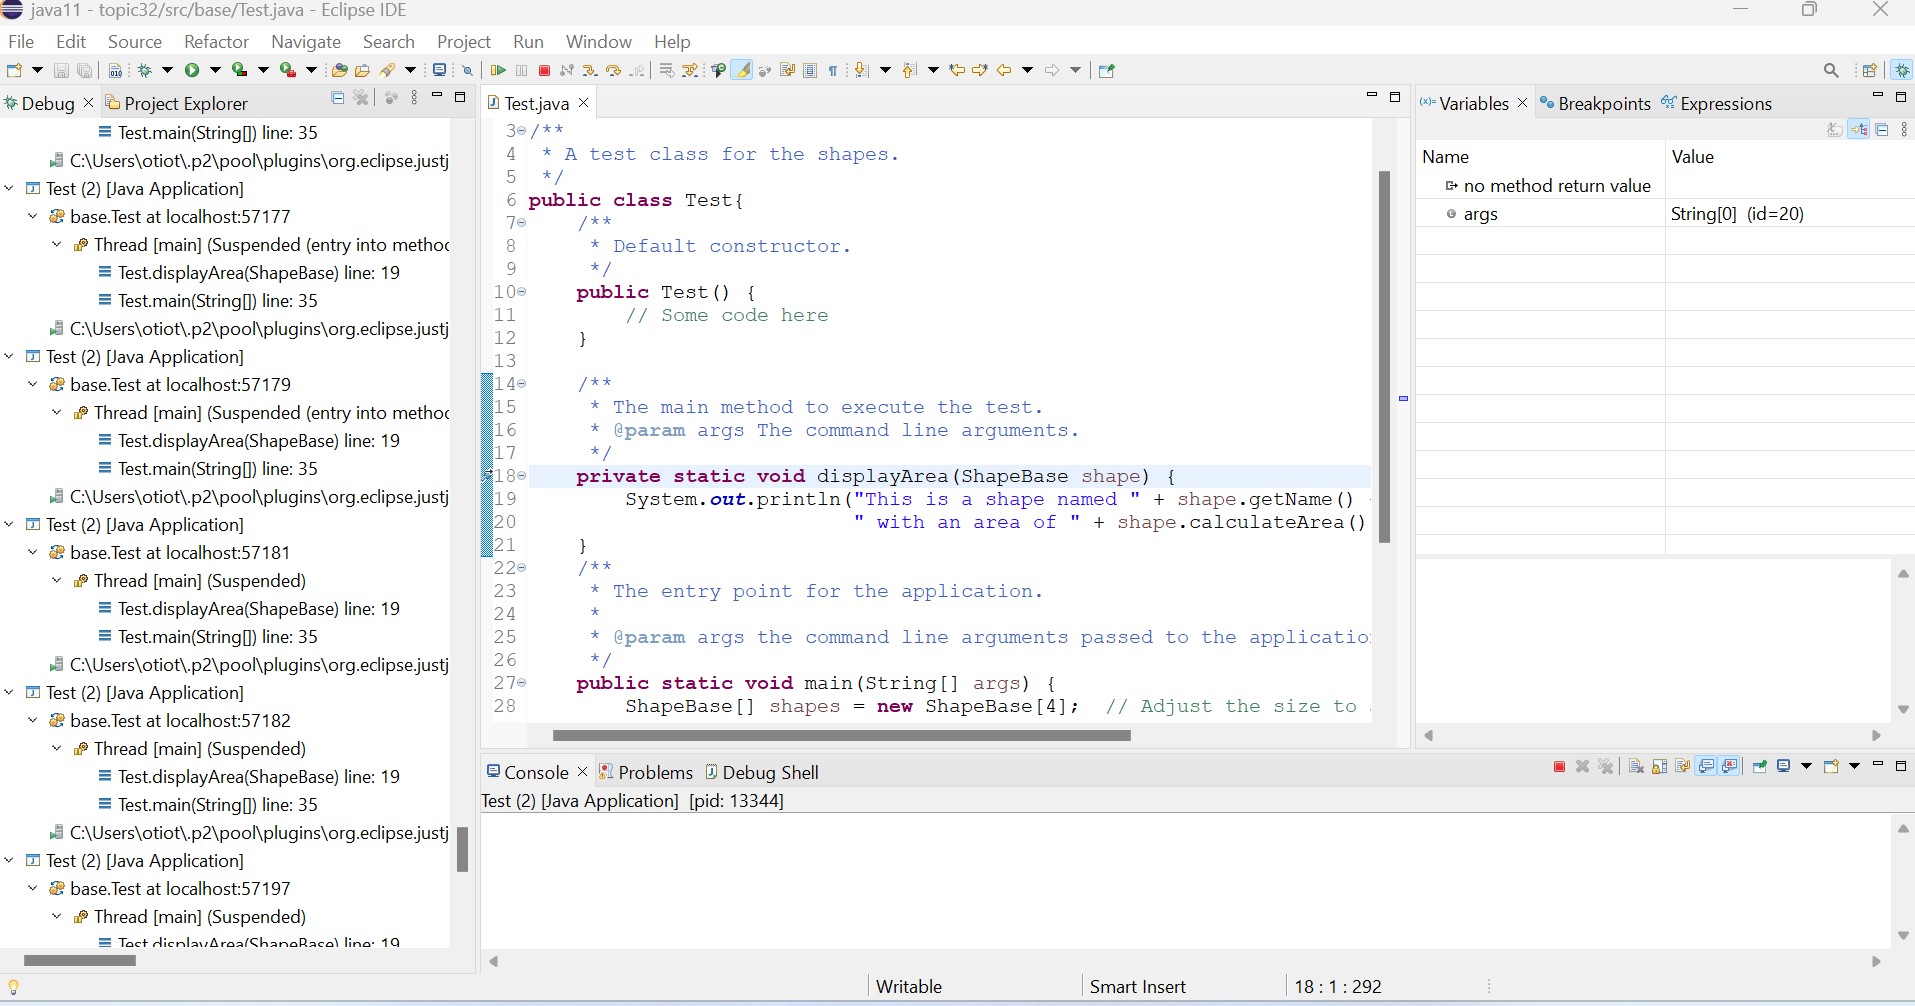 java11 - topic32/src/base/Test.java - Eclipse IDE
File Edit Source Refactor Navigate Search Project Run Window Help
Debug Project Explorer
Test.main(String[]) line: 35
C:\Users\otiot\.p2\pool\plugins\org.eclipse.justj
Test (2) [Java Application]
base.Test at localhost:57177
Thread [main] (Suspended (entry into method
Test.displayArea(ShapeBase) line: 19
Test.main(String[]) line: 35
C:\Users\otiot\.p2\pool\plugins\org.eclipse.justj
Test (2) [Java Application]
base.Test at localhost:57179
Thread [main] (Suspended (entry into method
Test.displayArea(ShapeBase) line: 19
Test.main(String[]) line: 35
C:\Users\otiot\.p2\pool\plugins\org.eclipse.justj
Test (2) [Java Application]
base.Test at localhost:57181
Thread [main] (Suspended)
Test.displayArea(ShapeBase) line: 19
Test.main(String[]) line: 35
C:\Users\otiot\.p2\pool\plugins\org.eclipse.justj
Test (2) [Java Application]
base.Test at localhost:57182
Thread [main] (Suspended)
Test.displayArea(ShapeBase) line: 19
Test.main(String[]) line: 35
C:\Users\otiot\.p2\pool\plugins\org.eclipse.justj
Test (2) [Java Application]
base.Test at localhost:57197
Thread [main] (Suspended)
Test.displayArea(ShapeBase) line: 19
Test.java
3 /**
4 * A test class for the shapes.
5 */
6 public class Test{
7 /**
8 * Default constructor.
9 */
10 public Test() {
11 // Some code here
12 }
13
14 /**
15 * The main method to execute the test.
16 * @param args The command line arguments.
17 */
18 private static void displayArea(ShapeBase shape) {
19 System.out.println("This is a shape named " + shape.getName()
20 " with an area of " + shape.calculateArea()
21 }
22 /**
23 * The entry point for the application.
24 *
25 * @param args the command line arguments passed to the applicatio
26 */
27 public static void main(String[] args) {
28 ShapeBase[] shapes = new ShapeBase[4]; // Adjust the size to
(x)= Variables Breakpoints Expressions
Name Value
no method return value
args String[0] (id=20)
Console Problems Debug Shell
Test (2) [Java Application] [pid: 13344]
Writable Smart Insert 18 : 1 : 292